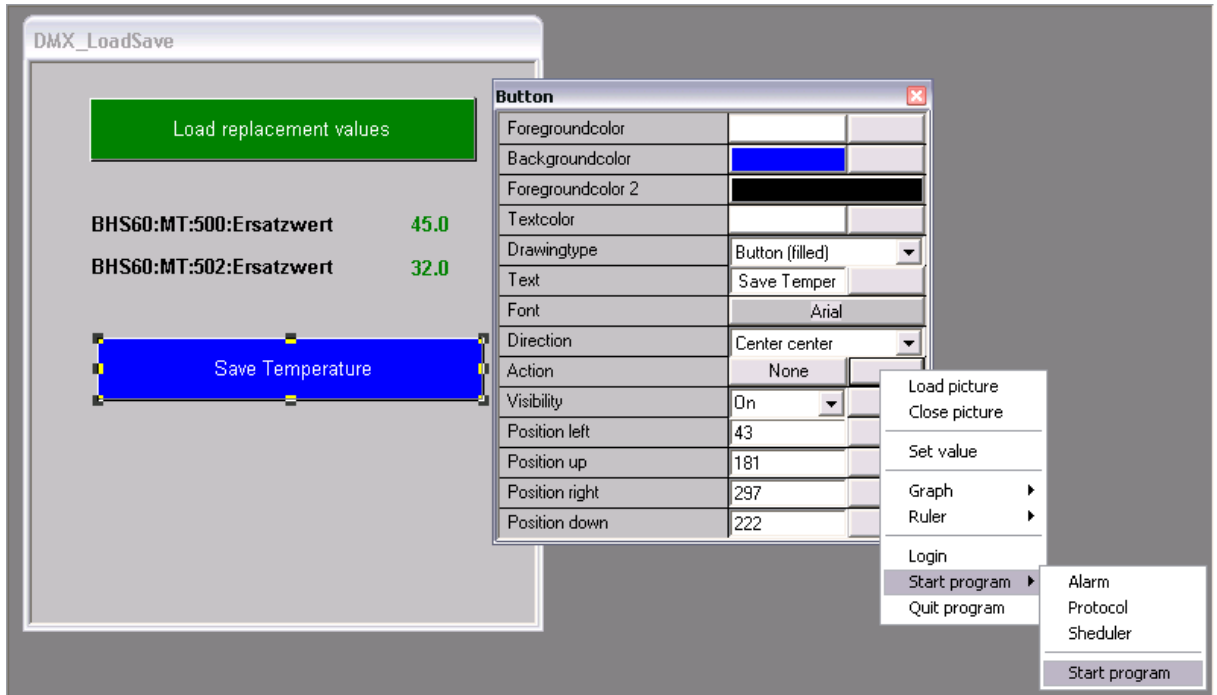 DMX_LoadSave
Load replacement values
BHS60:MT:500:Ersatzwert 45.0
BHS60:MT:502:Ersatzwert 32.0
Save Temperature
Button
Foregroundcolor
Backgroundcolor
Foregroundcolor 2
Textcolor
Drawingtype Button (filled)
Text Save Temper
Font Arial
Direction Center center
Action None
Visibility On
Position left 43
Position up 181
Position right 297
Position down 222
Load picture
Close picture
Set value
Graph
Ruler
Login
Start program
Quit program
Alarm
Protocol
Sheduler
Start program